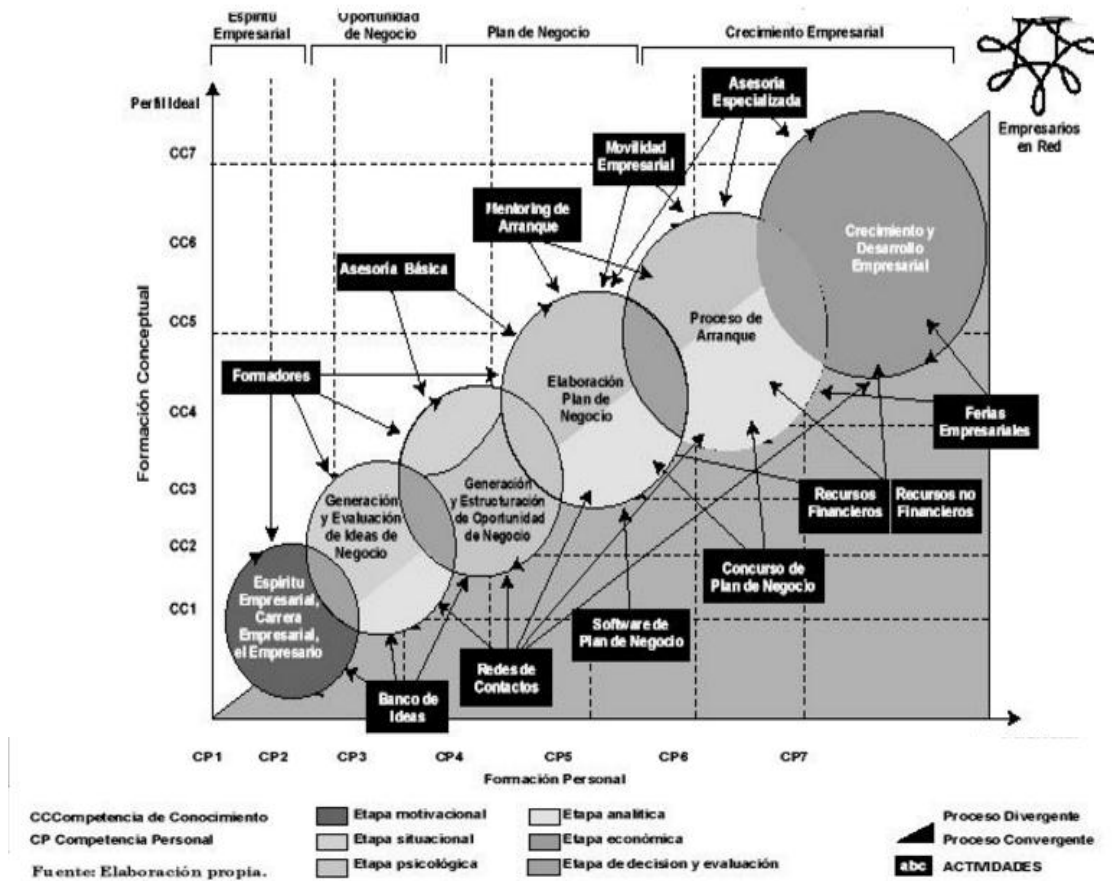 Espíritu
Empresarial
Oportunidad
de Negocio
Plan de Negocio
Crecimiento Empresarial
Empresarios
en Red
Perfil Ideal
CC7
CC6
CC5
CC4
CC3
CC2
CC1
Formación Conceptual
Asesoría
Especializada
Movilidad
Empresarial
Mentoring de
Arranque
Asesoría Básica
Formadores
Crecimiento y
Desarrollo
Empresarial
Proceso de
Arranque
Elaboración
Plan de
Negocio
Generación
y Estructuración
de Oportunidad
de Negocio
Generación
y Evaluación
de Ideas de
Negocio
Espíritu
Empresarial,
Carrera
Empresarial,
el Empresario
Ferias
Empresariales
Recursos
Financieros
Recursos no
Financieros
Concurso de
Plan de Negocio
Software de
Plan de Negocio
Redes de
Contactos
Banco de
Ideas
CP1 CP2 CP3 CP4 CP5 CP6 CP7
Formación Personal
CCCompetencia de Conocimiento
CP Competencia Personal
Fuente: Elaboración propia.
Etapa motivacional
Etapa situacional
Etapa psicológica
Etapa analítica
Etapa económica
Etapa de decision y evaluación
Proceso Divergente
Proceso Convergente
abc ACTIVIDADES